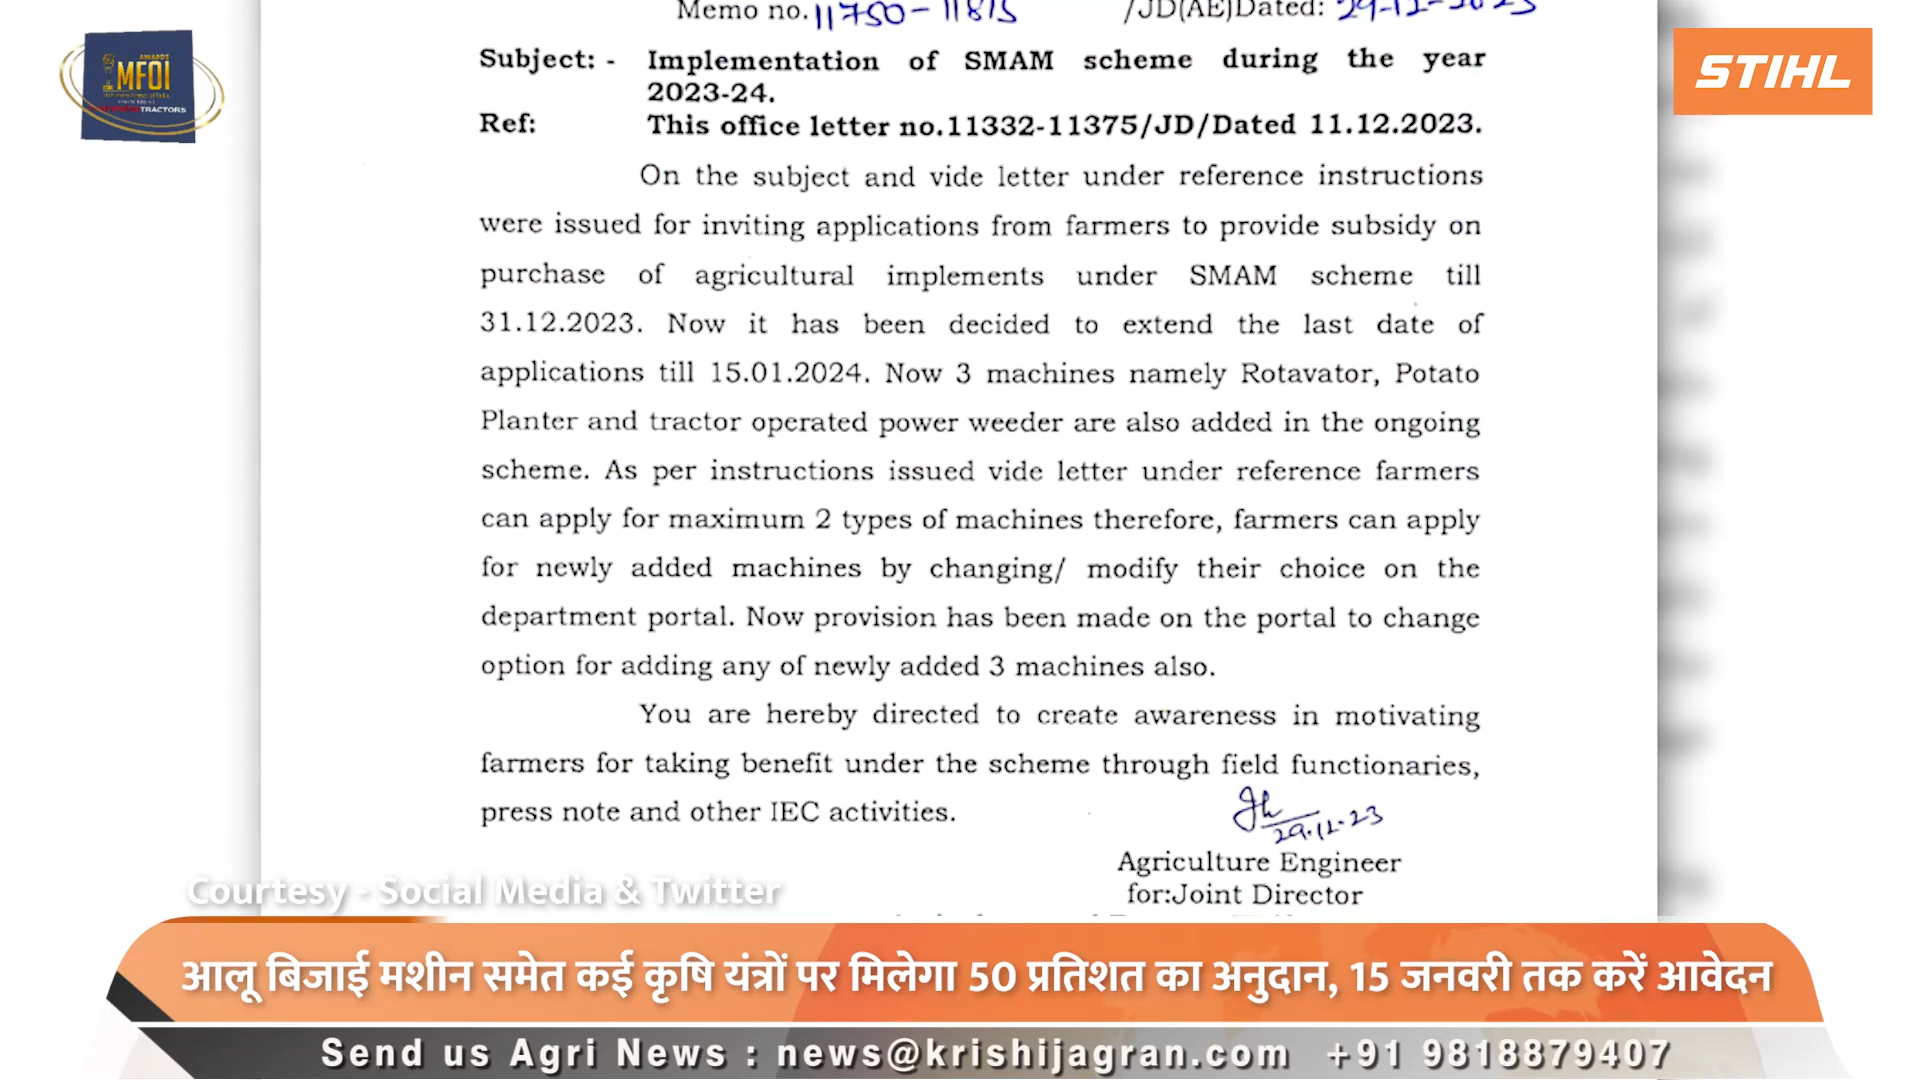 Memo no. 11750-11815 /JD(AE)Dated: 29-12-2023
Subject: - Implementation of SMAM scheme during the year
2023-24.
Ref: This office letter no.11332-11375/JD/Dated 11.12.2023.
On the subject and vide letter under reference instructions
were issued for inviting applications from farmers to provide subsidy on
purchase of agricultural implements under SMAM scheme till
31.12.2023. Now it has been decided to extend the last date of
applications till 15.01.2024. Now 3 machines namely Rotavator, Potato
Planter and tractor operated power weeder are also added in the ongoing
scheme. As per instructions issued vide letter under reference farmers
can apply for maximum 2 types of machines therefore, farmers can apply
for newly added machines by changing/ modify their choice on the
department portal. Now provision has been made on the portal to change
option for adding any of newly added 3 machines also.
You are hereby directed to create awareness in motivating
farmers for taking benefit under the scheme through field functionaries,
press note and other IEC activities.
29.12.23
Agriculture Engineer
for:Joint Director
AWARDS
MFOI
TRACTORS
STIHL
Courtesy - Social Media & Twitter
आलू बिजाई मशीन समेत कई कृषि यंत्रों पर मिलेगा 50 प्रतिशत का अनुदान, 15 जनवरी तक करें आवेदन
Send us Agri News : news@krishijagran.com +91 9818879407